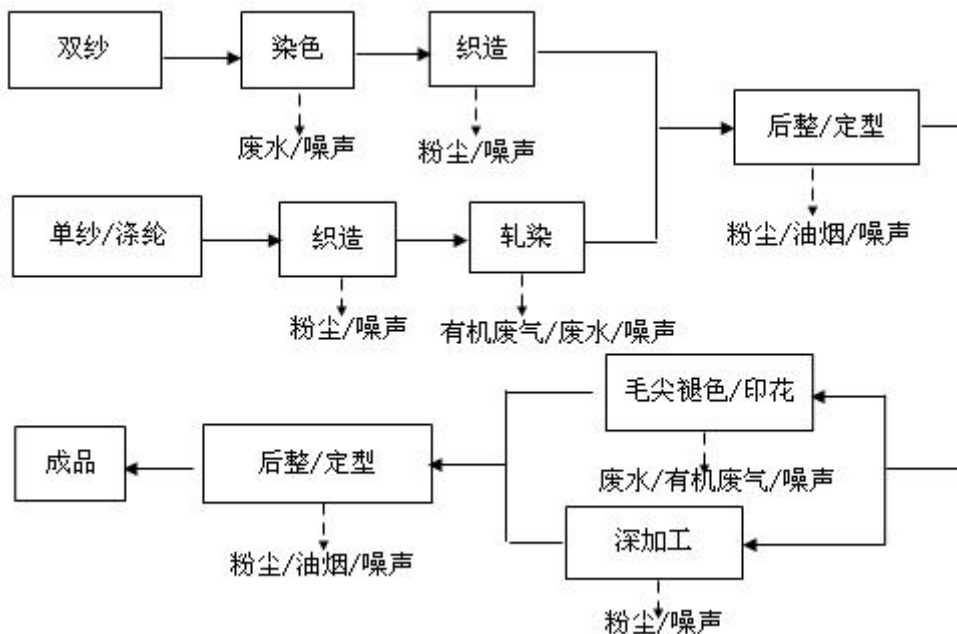 双纱
染色
织造
后整/定型
废水/噪声
粉尘/噪声
单纱/涤纶
织造
轧染
粉尘/油烟/噪声
粉尘/噪声
有机废气/废水/噪声
毛尖褪色/印花
成品
后整/定型
废水/有机废气/噪声
深加工
粉尘/油烟/噪声
粉尘/噪声